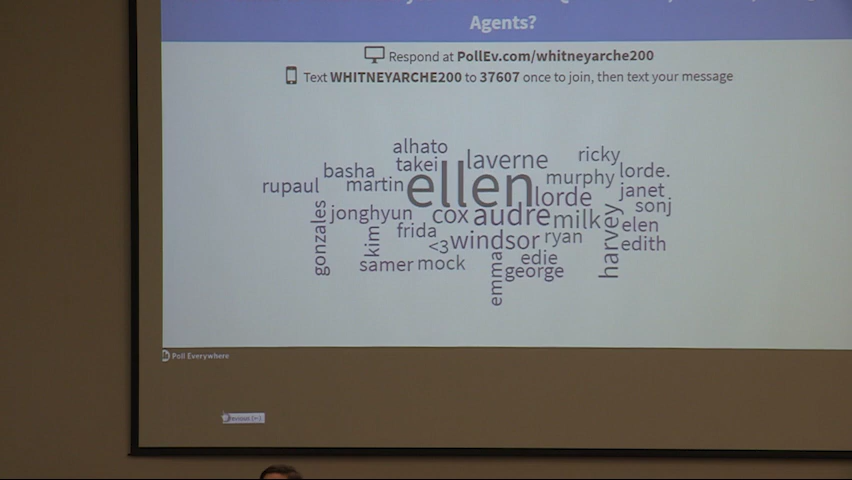 Agents?
Respond at PollEv.com/whitneyarche200
Text WHITNEYARCHE200 to 37607 once to join, then text your message
alhato
ricky
takei
laverne
basha
lorde.
rupaul
martin
ellen
murphy
janet
lorde
sonj
gonzales
jonghyun
cox
audre
milk
harvey
elen
kim
frida
<3
windsor
ryan
edith
samer
mock
emma
edie
george
Poll Everywhere